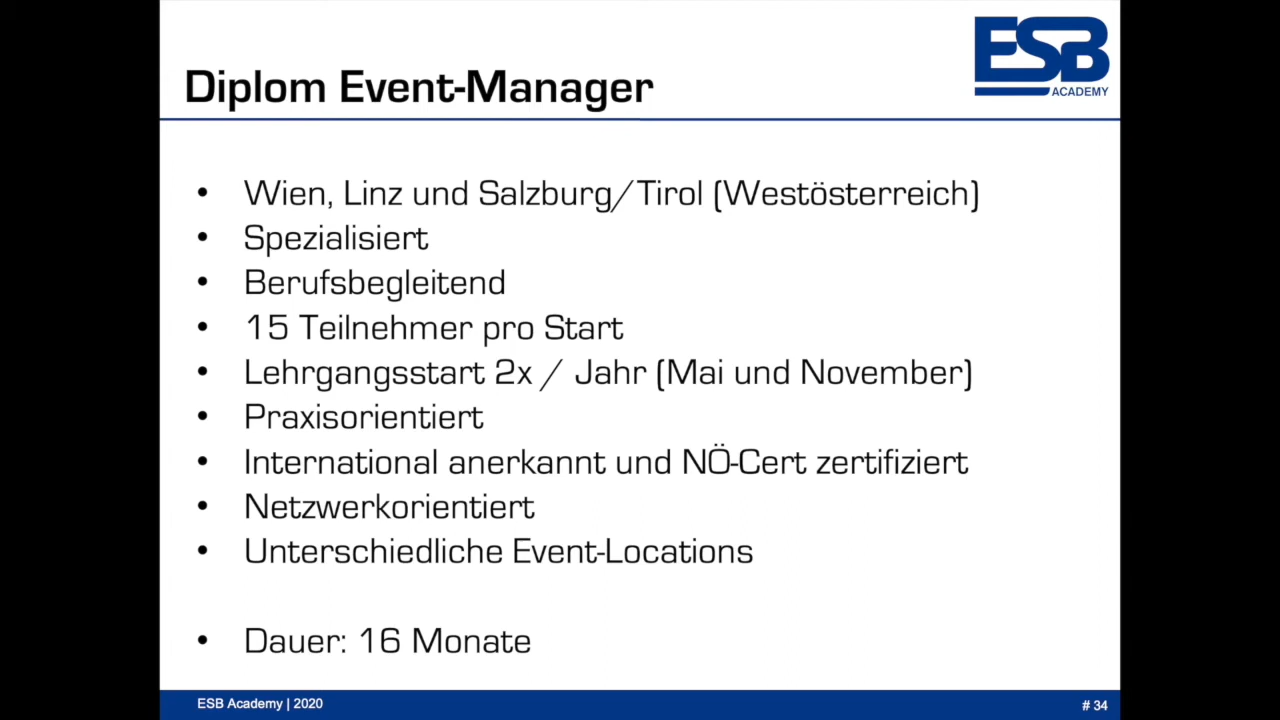 ESB
ACADEMY
Diplom Event-Manager
• Wien, Linz und Salzburg/Tirol (Westösterreich)
• Spezialisiert
• Berufsbegleitend
• 15 Teilnehmer pro Start
• Lehrgangsstart 2x / Jahr (Mai und November)
• Praxisorientiert
• International anerkannt und NÖ-Cert zertifiziert
• Netzwerkorientiert
• Unterschiedliche Event-Locations
• Dauer: 16 Monate
ESB Academy | 2020
# 34